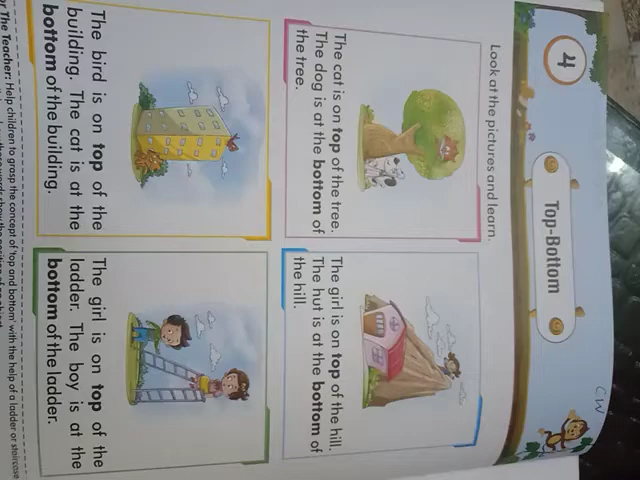 CW
4
Top-Bottom
Look at the pictures and learn.
The cat is on top of the tree.
The dog is at the bottom of
the tree.
The girl is on top of the hill.
The hut is at the bottom of
the hill.
The bird is on top of the
building. The cat is at the
bottom of the building.
The girl is on top of the
ladder. The boy is at the
bottom of the ladder.
The Teacher: Help children to grasp the concept of 'top and bottom' with the help of a ladder or staircase